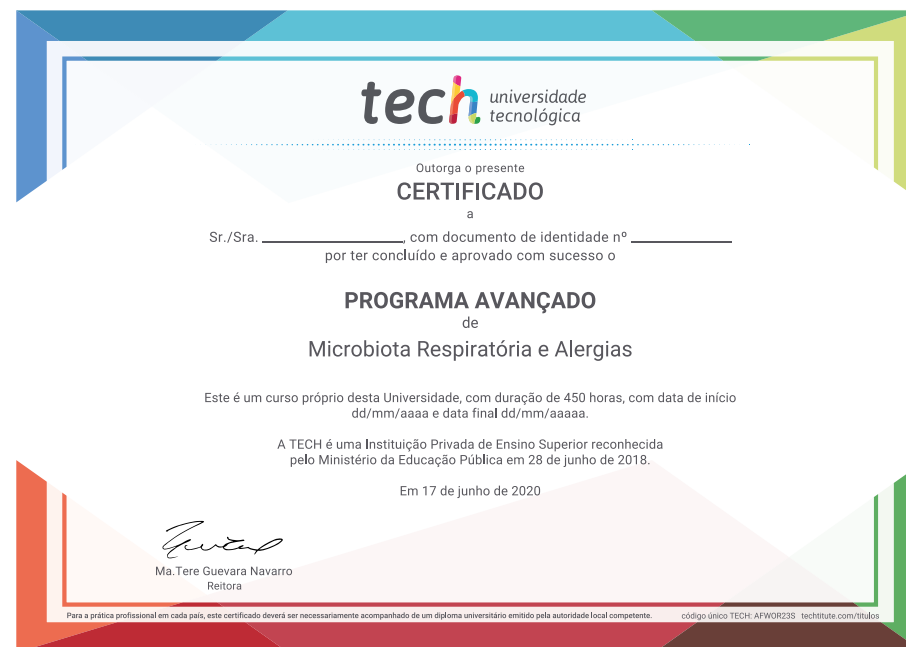 tech universidade
tecnológica
Outorga o presente
CERTIFICADO
a
Sr./Sra. ____________, com documento de identidade nº ____________
por ter concluído e aprovado com sucesso o
PROGRAMA AVANÇADO
de
Microbiota Respiratória e Alergias
Este é um curso próprio desta Universidade, com duração de 450 horas, com data de início
dd/mm/aaaa e data final dd/mm/aaaaa.
A TECH é uma Instituição Privada de Ensino Superior reconhecida
pelo Ministério da Educação Pública em 28 de junho de 2018.
Em 17 de junho de 2020
Ma.Tere Guevara Navarro
Reitora
Para a prática profissional em cada país, este certificado deverá ser necessariamente acompanhado de um diploma universitário emitido pela autoridade local competente. código único TECH: AFWOR23S techtitute.com/titulos